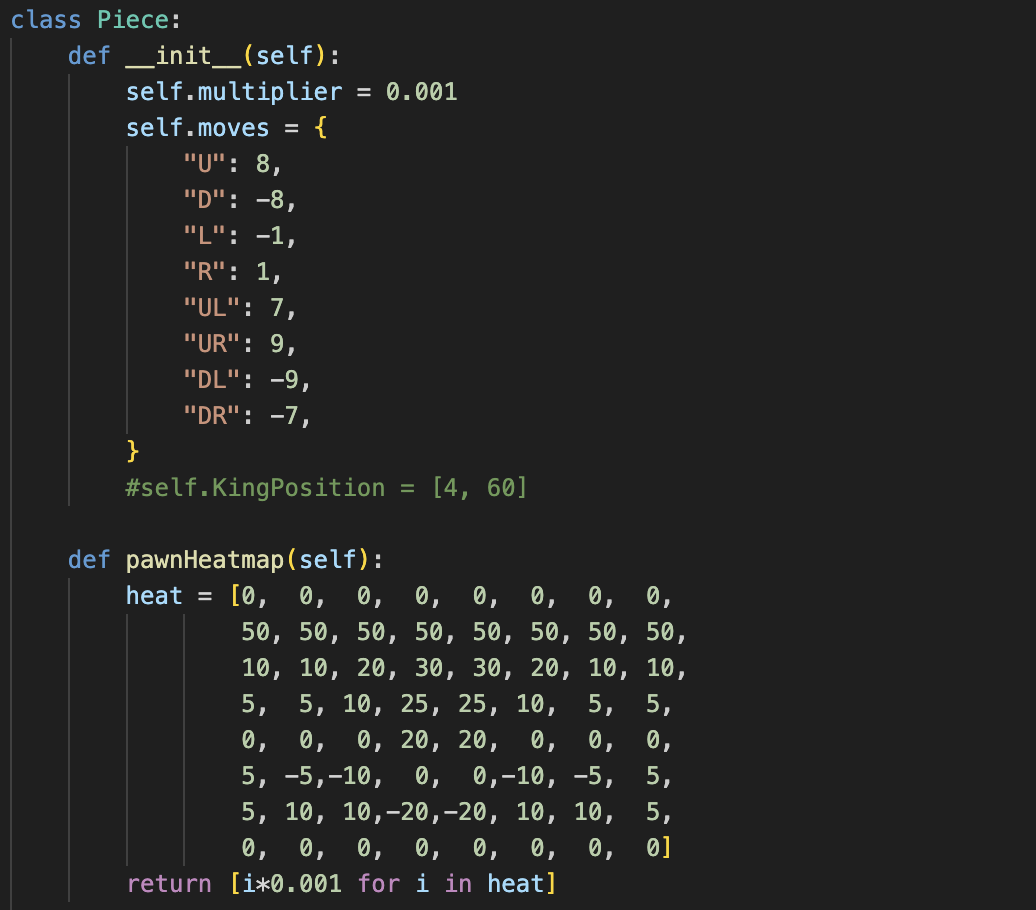 class Piece:
    def __init__(self):
        self.multiplier = 0.001
        self.moves = {
            "U": 8,
            "D": -8,
            "L": -1,
            "R": 1,
            "UL": 7,
            "UR": 9,
            "DL": -9,
            "DR": -7,
        }
        #self.KingPosition = [4, 60]

    def pawnHeatmap(self):
        heat = [0,  0,  0,  0,  0,  0,  0,  0,
                50, 50, 50, 50, 50, 50, 50, 50,
                10, 10, 20, 30, 30, 20, 10, 10,
                5,  5, 10, 25, 25, 10,  5,  5,
                0,  0,  0, 20, 20,  0,  0,  0,
                5, -5,-10,  0,  0,-10, -5,  5,
                5, 10, 10,-20,-20, 10, 10,  5,
                0,  0,  0,  0,  0,  0,  0,  0]
        return [i*0.001 for i in heat]